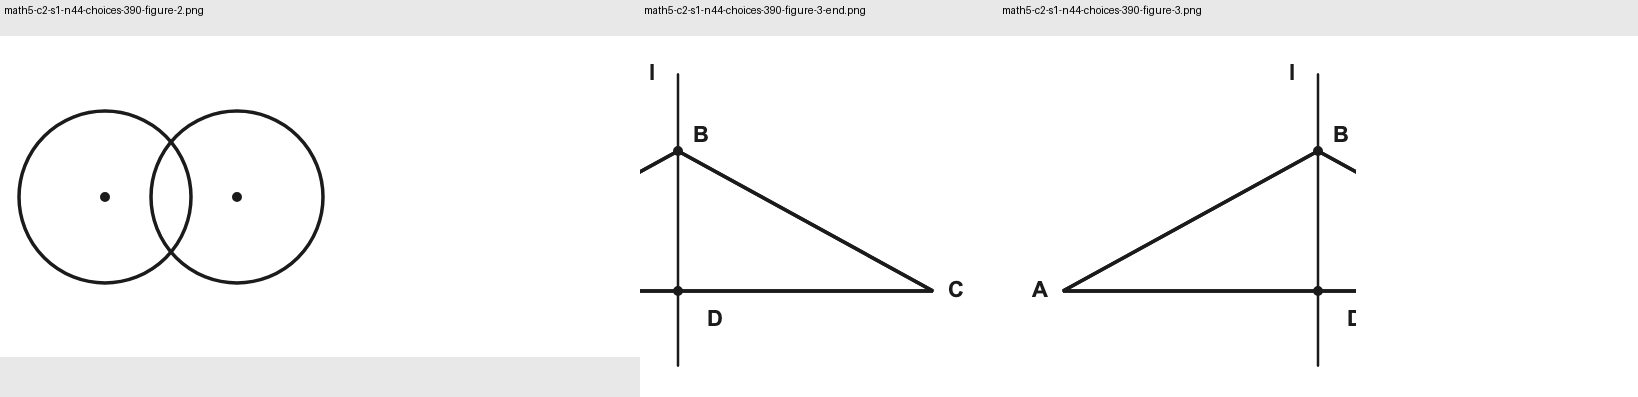 math5-c2-s1-n44-choices-390-figure-2.png
math5-c2-s1-n44-choices-390-figure-3-end.png
math5-c2-s1-n44-choices-390-figure-3.png
l
B
C
D
l
B
A